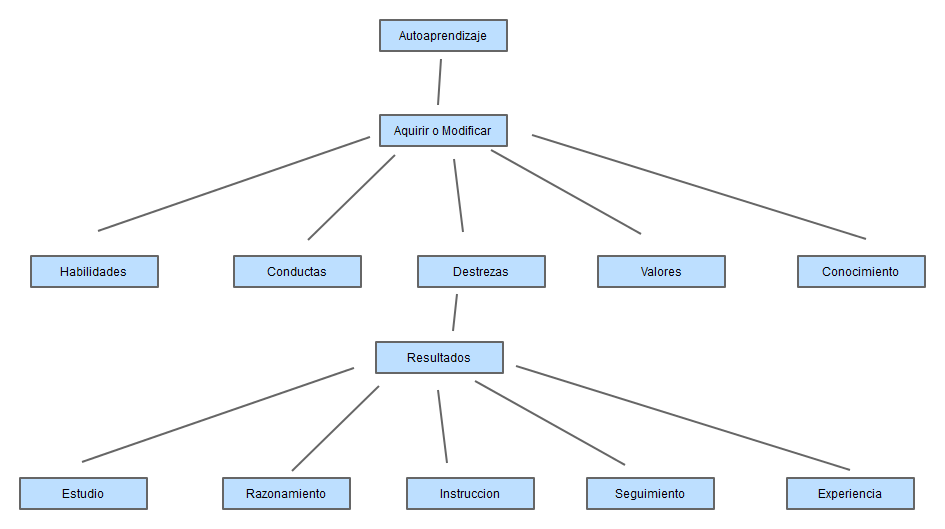 Autoaprendizaje
Aquirir o Modificar
Habilidades
Conductas
Destrezas
Valores
Conocimiento
Resultados
Estudio
Razonamiento
Instruccion
Seguimiento
Experiencia